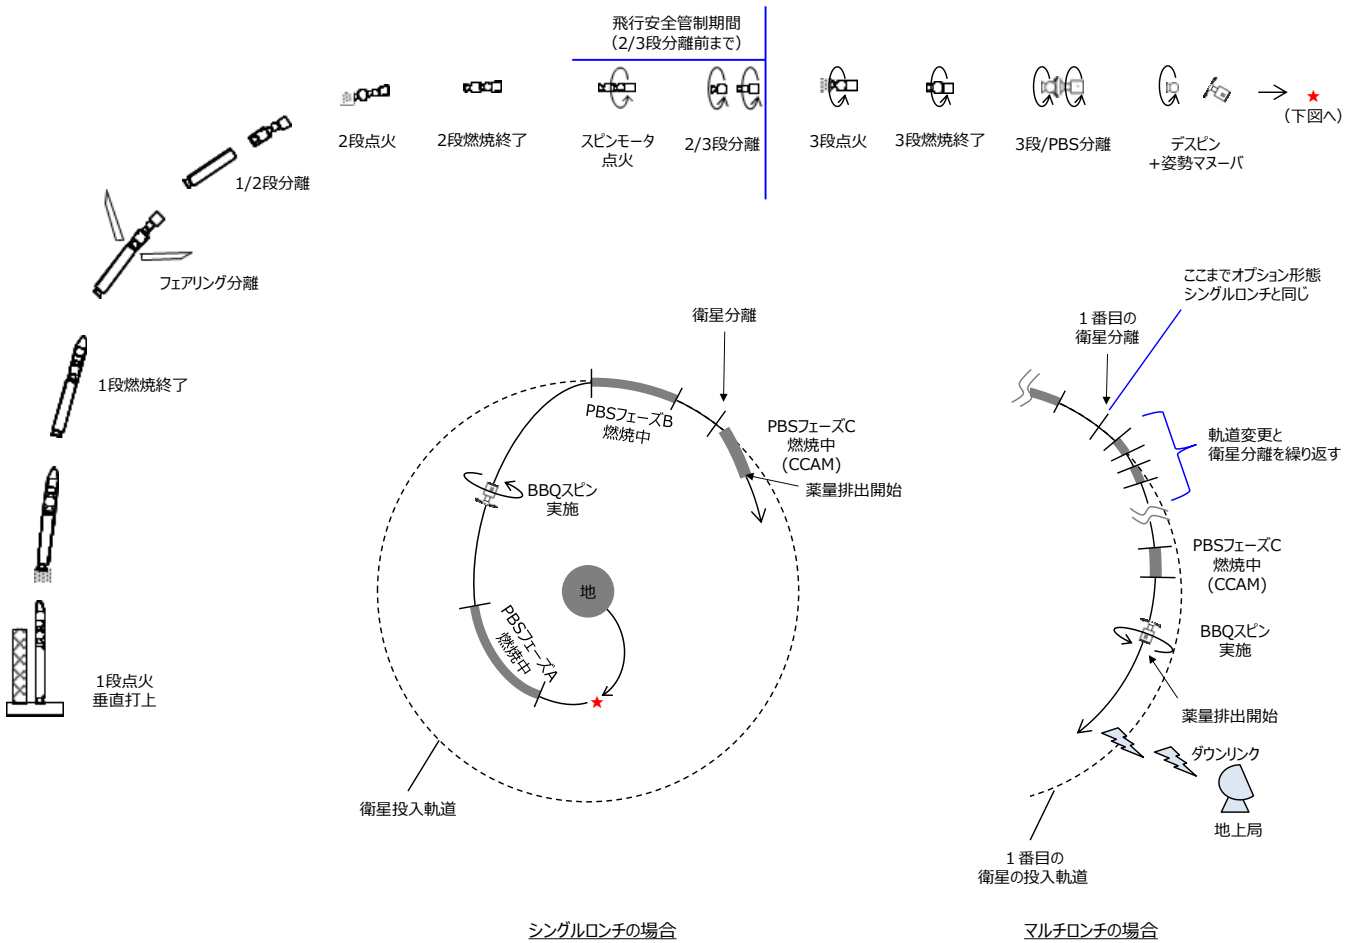 飛行安全管制期間
（2/3段分離前まで）
2段点火
2段燃焼終了
スピンモータ
点火
2/3段分離
3段点火
3段燃焼終了
3段/PBS分離
デスピン
＋姿勢マヌーバ
（下図へ）
1/2段分離
フェアリング分離
1段燃焼終了
1段点火
垂直打上
衛星分離
PBSフェーズB
燃焼中
PBSフェーズC
燃焼中
(CCAM)
薬量排出開始
BBQスピン
実施
地
PBSフェーズA
燃焼中
衛星投入軌道
シングルロンチの場合
ここまでオプション形態
シングルロンチと同じ
１番目の
衛星分離
軌道変更と
衛星分離を繰り返す
PBSフェーズC
燃焼中
(CCAM)
BBQスピン
実施
薬量排出開始
ダウンリンク
地上局
１番目の
衛星の投入軌道
マルチロンチの場合